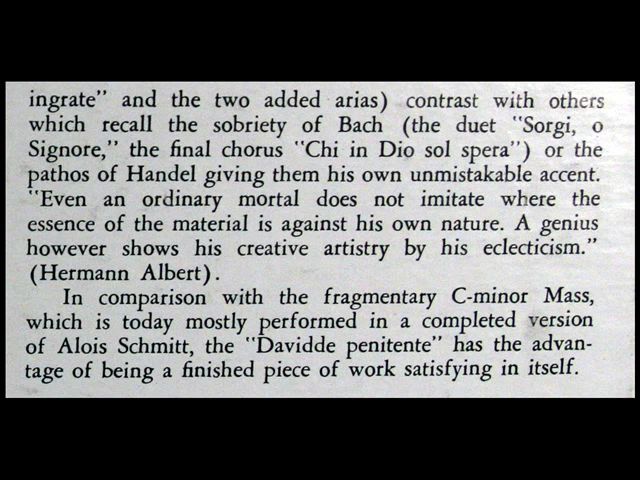 ingrate" and the two added arias) contrast with others
which recall the sobriety of Bach (the duet "Sorgi, o
Signore," the final chorus "Chi in Dio sol spera") or the
pathos of Handel giving them his own unmistakable accent.
"Even an ordinary mortal does not imitate where the
essence of the material is against his own nature. A genius
however shows his creative artistry by his eclecticism."
(Hermann Albert).
In comparison with the fragmentary C-minor Mass,
which is today mostly performed in a completed version
of Alois Schmitt, the "Davidde penitente" has the advan-
tage of being a finished piece of work satisfying in itself.